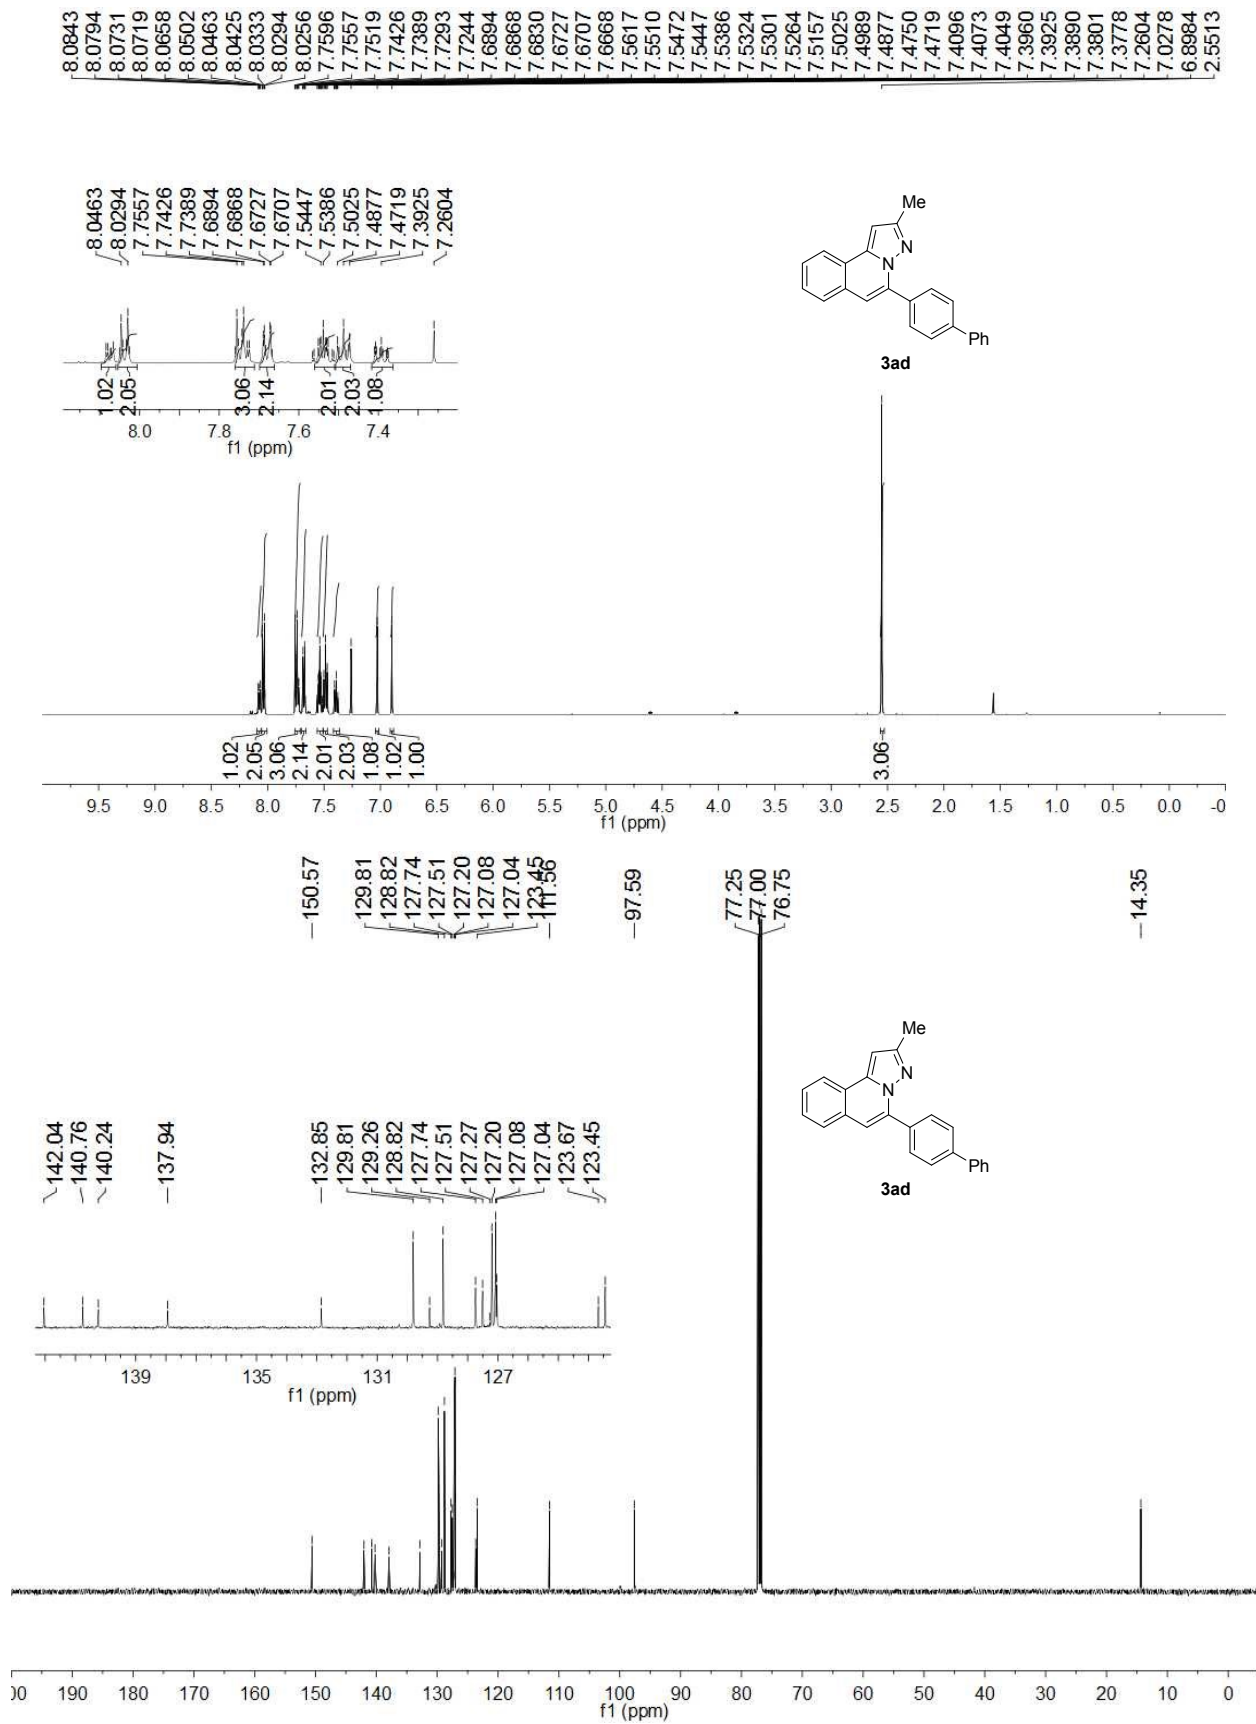 8.0843 8.0794 8.0731 8.0719 8.0658 8.0502 8.0463 8.0425 8.0333 8.0294 8.0256 7.7596 7.7557 7.7519 7.7426 7.7389 7.7293 7.7244 7.6894 7.6868 7.6830 7.6727 7.6707 7.6668 7.5617 7.5510 7.5472 7.5447 7.5386 7.5324 7.5301 7.5264 7.5157 7.5025 7.4989 7.4877 7.4750 7.4719 7.4096 7.4073 7.4049 7.3960 7.3925 7.3890 7.3801 7.3778 7.2604 7.0278 6.8984 2.5513
8.0463 8.0294 7.7557 7.7426 7.7389 7.6894 7.6868 7.6727 7.6707 7.5447 7.5386 7.5025 7.4877 7.4719 7.3925 7.2604
1.02 2.05 3.06 2.14 2.01 2.03 1.08
8.0 7.8 7.6 7.4
f1 (ppm)
Me
N
N
Ph
3ad
1.02 2.05 3.06 2.14 2.01 2.03 1.08 1.02 1.00 3.06
9.5 9.0 8.5 8.0 7.5 7.0 6.5 6.0 5.5 5.0 4.5 4.0 3.5 3.0 2.5 2.0 1.5 1.0 0.5 0.0 -0
f1 (ppm)
150.57 129.81 128.82 127.74 127.51 127.20 127.08 127.04 123.45 111.56 97.59 77.25 77.00 76.75 14.35
Me
N
N
Ph
3ad
142.04 140.76 140.24 137.94 132.85 129.81 129.26 128.82 127.74 127.51 127.27 127.20 127.08 127.04 123.67 123.45
139 135 131 127
f1 (ppm)
00 190 180 170 160 150 140 130 120 110 100 90 80 70 60 50 40 30 20 10 0
f1 (ppm)